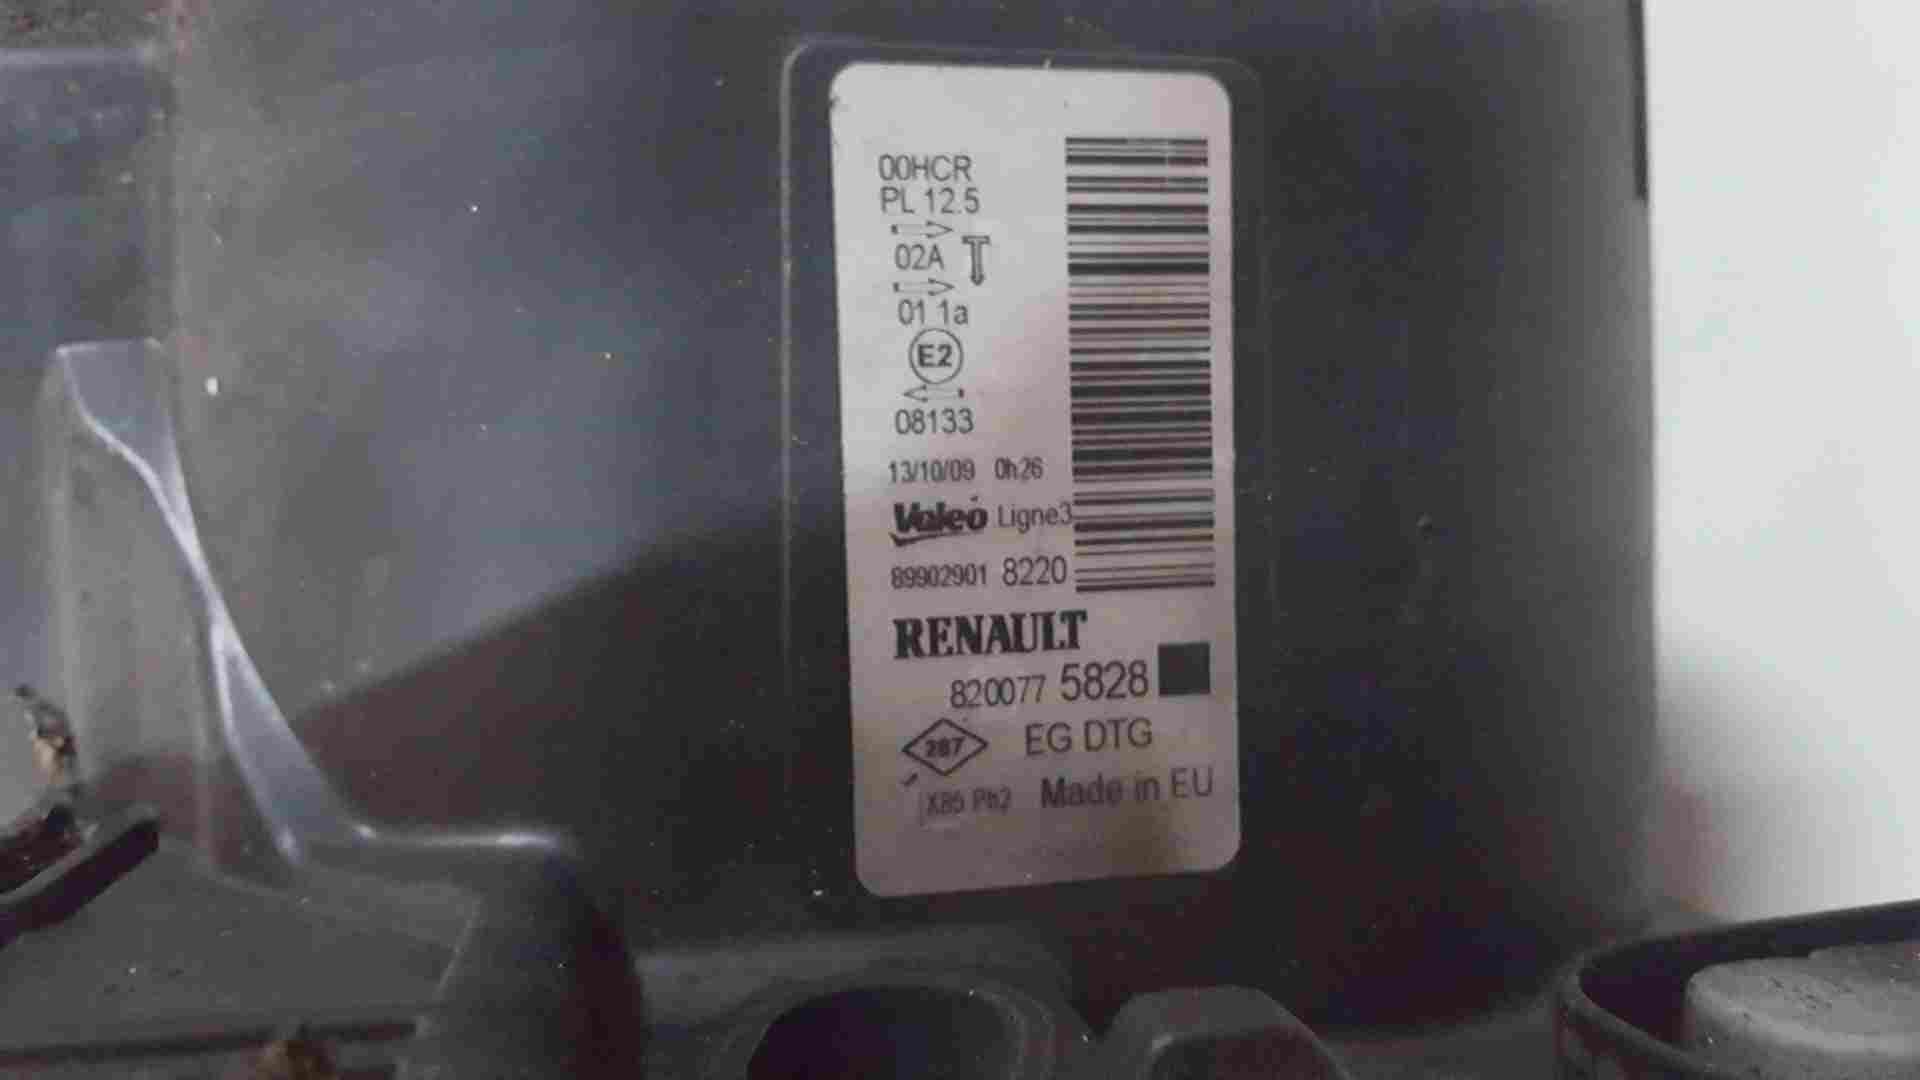 00HCR
PL 12.5
02A
01 1a
E2
08133
13/10/09 0h26
Valeo Ligne3
89902901 8220
RENAULT
820077 5828
287 EG DTG
X85 Ph2 Made in EU